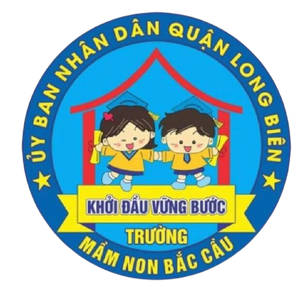 ỦY BAN NHÂN DÂN QUẬN LONG BIÊN
KHỞI ĐẦU VỮNG BƯỚC
TRƯỜNG
MẦM NON BẮC CẦU